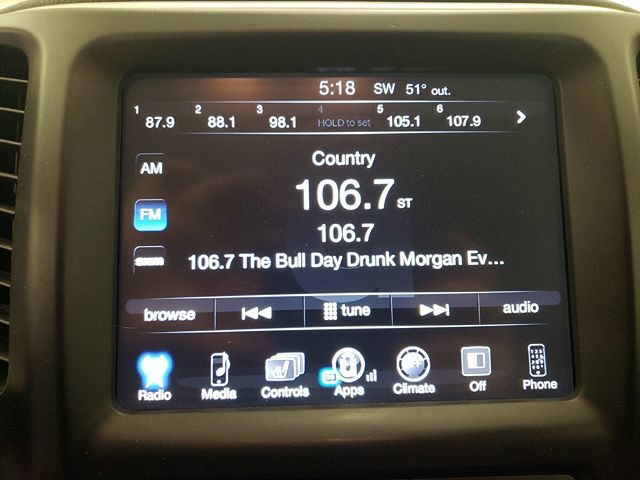 5:18 SW 51° out.
1 87.9 2 88.1 3 98.1 4 HOLD to set 5 105.1 6 107.9
Country
AM
106.7 ST
FM
106.7
sxm 106.7 The Bull Day Drunk Morgan Ev...
browse tune audio
Radio Media Controls Apps Climate Off Phone